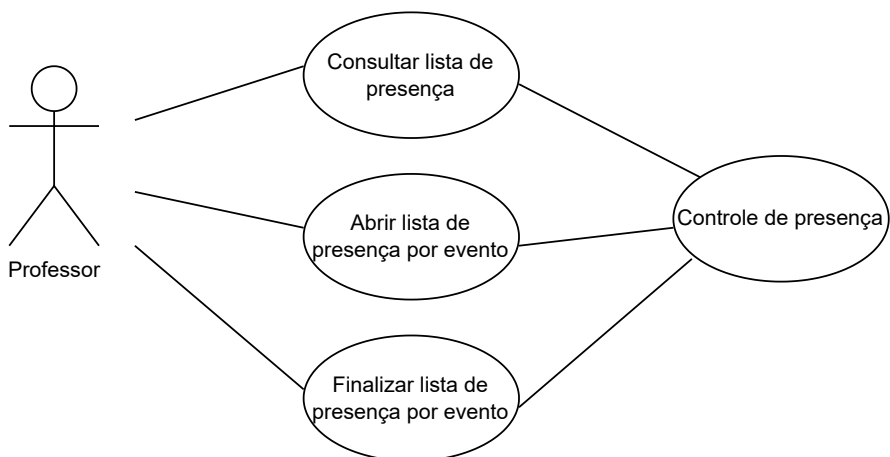 Consultar lista de
presença
Abrir lista de
presença por evento
Controle de presença
Professor
Finalizar lista de
presença por evento